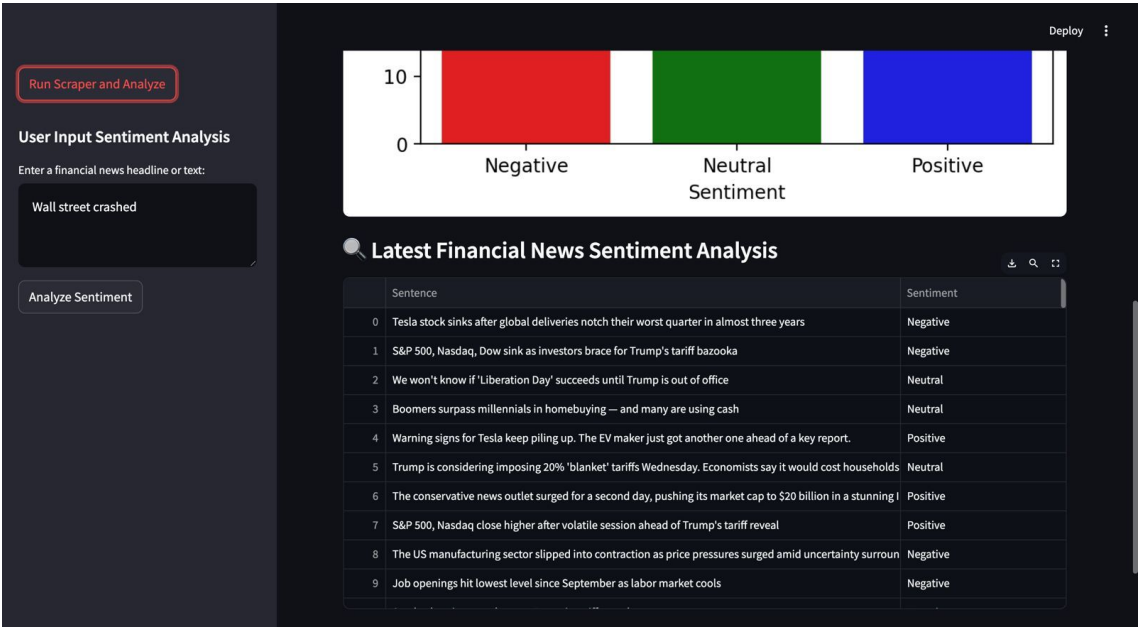 Deploy
Run Scraper and Analyze
User Input Sentiment Analysis
Enter a financial news headline or text:
Wall street crashed
Analyze Sentiment
10
0
Negative Neutral Positive
Sentiment
Latest Financial News Sentiment Analysis
Sentence Sentiment
0 Tesla stock sinks after global deliveries notch their worst quarter in almost three years Negative
1 S&P 500, Nasdaq, Dow sink as investors brace for Trump's tariff bazooka Negative
2 We won't know if 'Liberation Day' succeeds until Trump is out of office Neutral
3 Boomers surpass millennials in homebuying — and many are using cash Neutral
4 Warning signs for Tesla keep piling up. The EV maker just got another one ahead of a key report. Positive
5 Trump is considering imposing 20% 'blanket' tariffs Wednesday. Economists say it would cost households Neutral
6 The conservative news outlet surged for a second day, pushing its market cap to $20 billion in a stunning Positive
7 S&P 500, Nasdaq close higher after volatile session ahead of Trump's tariff reveal Positive
8 The US manufacturing sector slipped into contraction as price pressures surged amid uncertainty surroun Negative
9 Job openings hit lowest level since September as labor market cools Negative